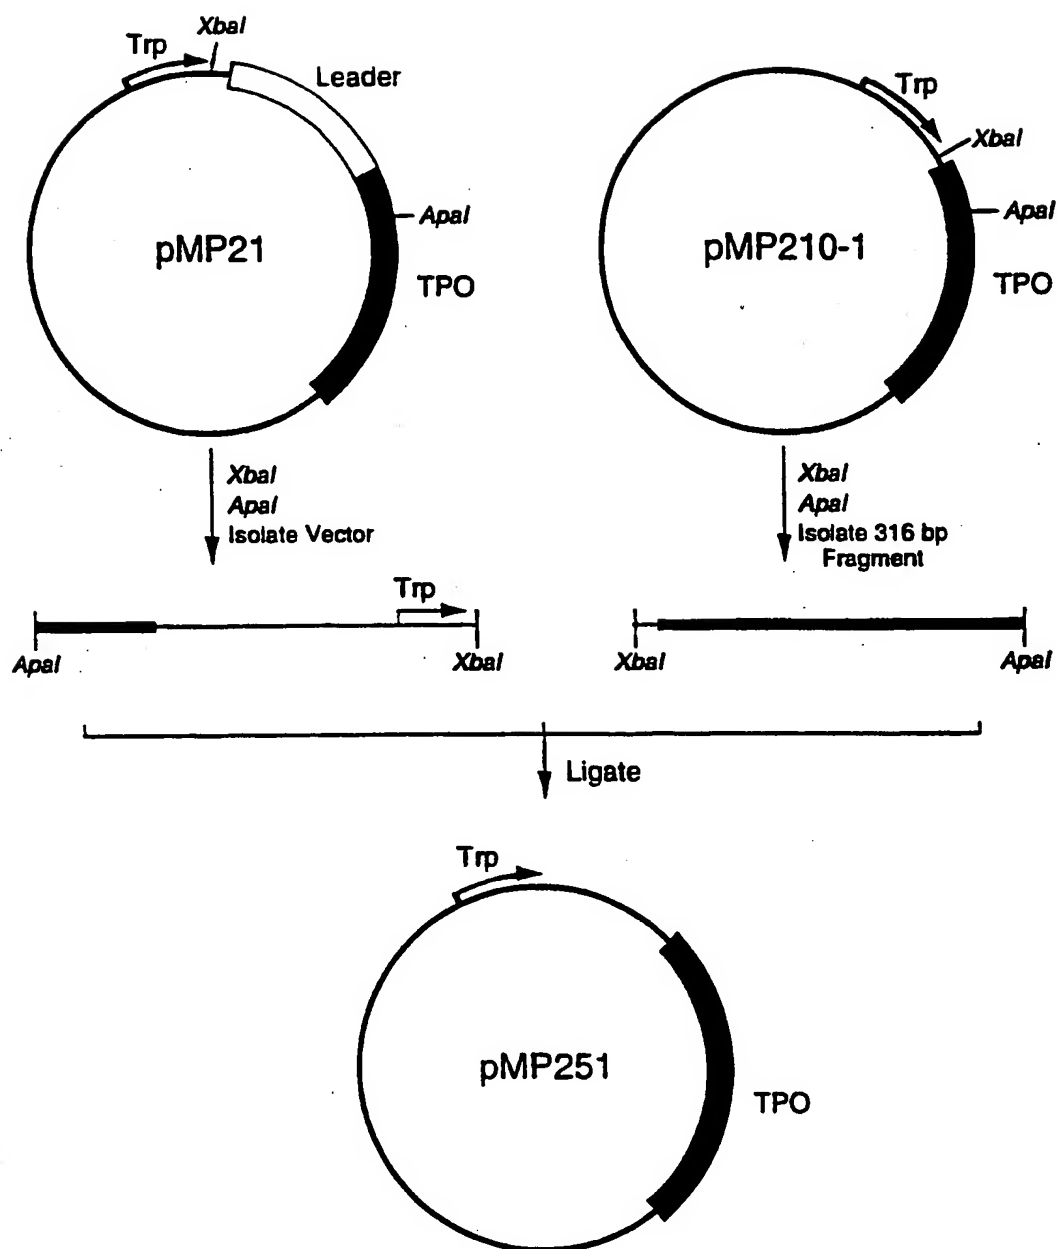 XbaI
Trp
Leader
ApaI
pMP21
TPO
Trp
XbaI
ApaI
pMP210-1
TPO
XbaI
ApaI
Isolate Vector
XbaI
ApaI
Isolate 316 bp
Fragment
Trp
ApaI
XbaI
XbaI
ApaI
Ligate
Trp
pMP251
TPO